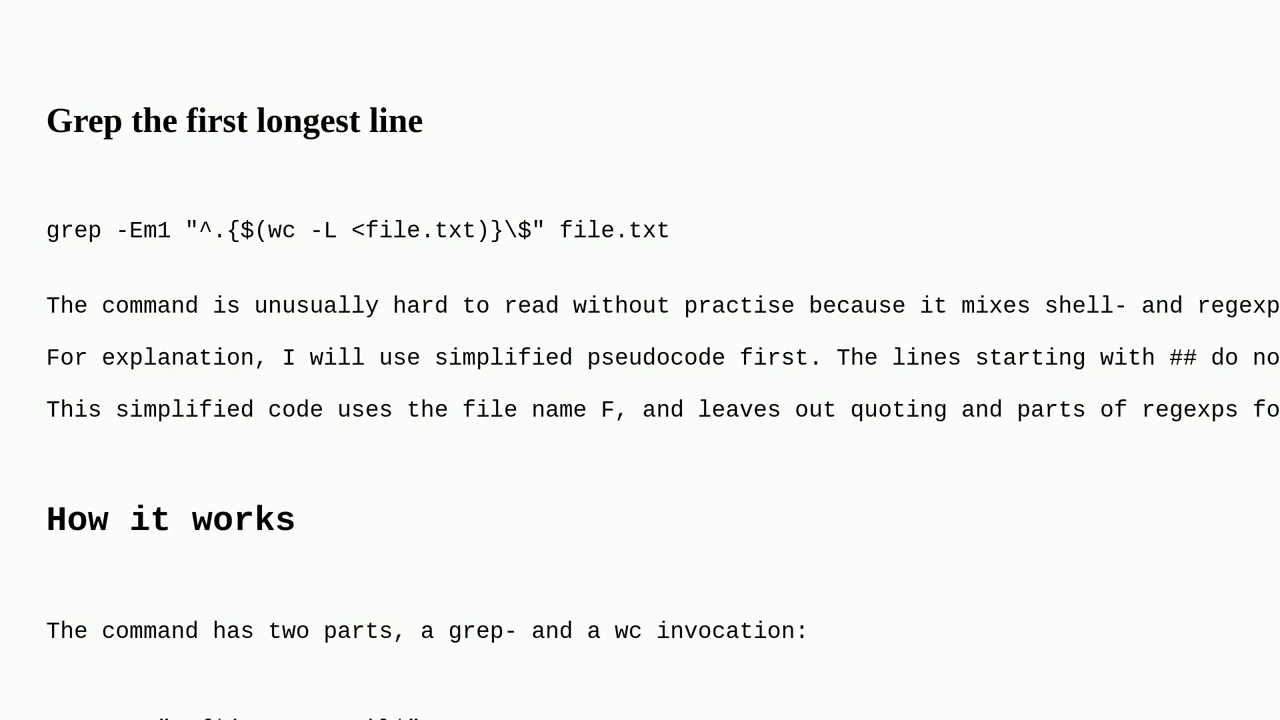 Grep the first longest line
grep -Em1 "^.{$(wc -L <file.txt)}\$" file.txt
The command is unusually hard to read without practise because it mixes shell- and regexp
For explanation, I will use simplified pseudocode first. The lines starting with ## do no
This simplified code uses the file name F, and leaves out quoting and parts of regexps fo
How it works
The command has two parts, a grep- and a wc invocation: